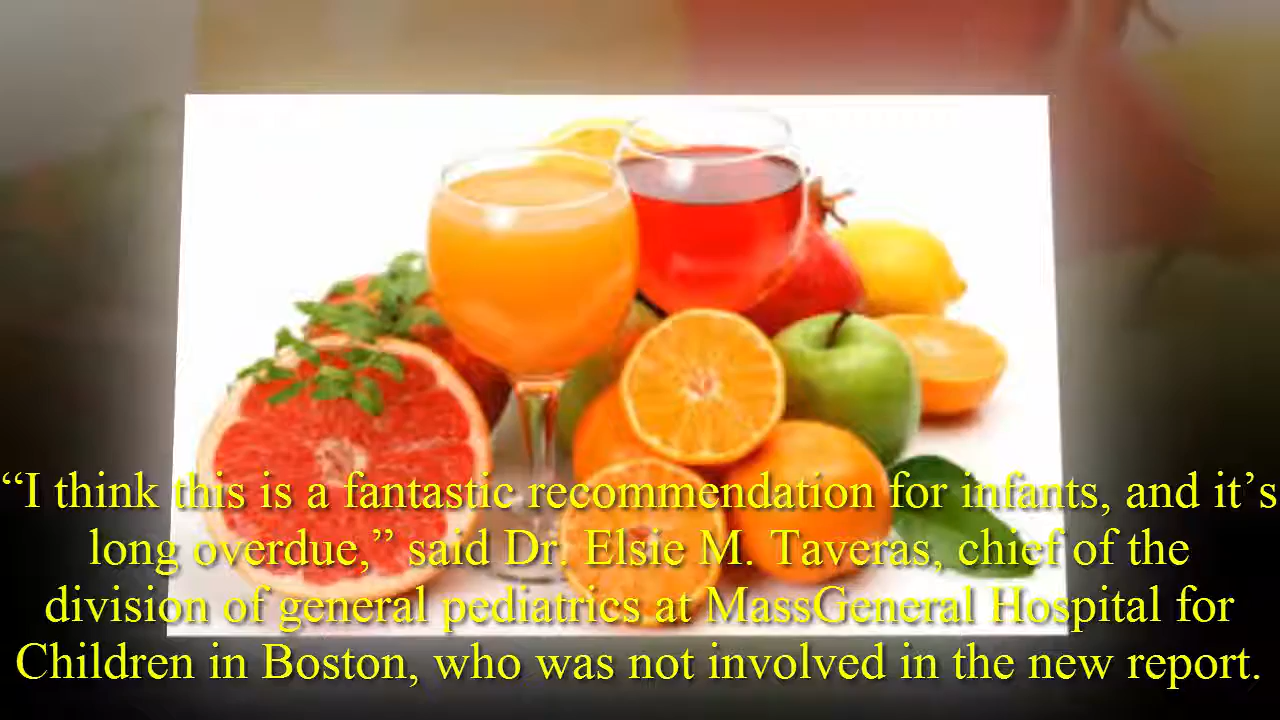 “I think this is a fantastic recommendation for infants, and it’s
long overdue,” said Dr. Elsie M. Taveras, chief of the
division of general pediatrics at MassGeneral Hospital for
Children in Boston, who was not involved in the new report.